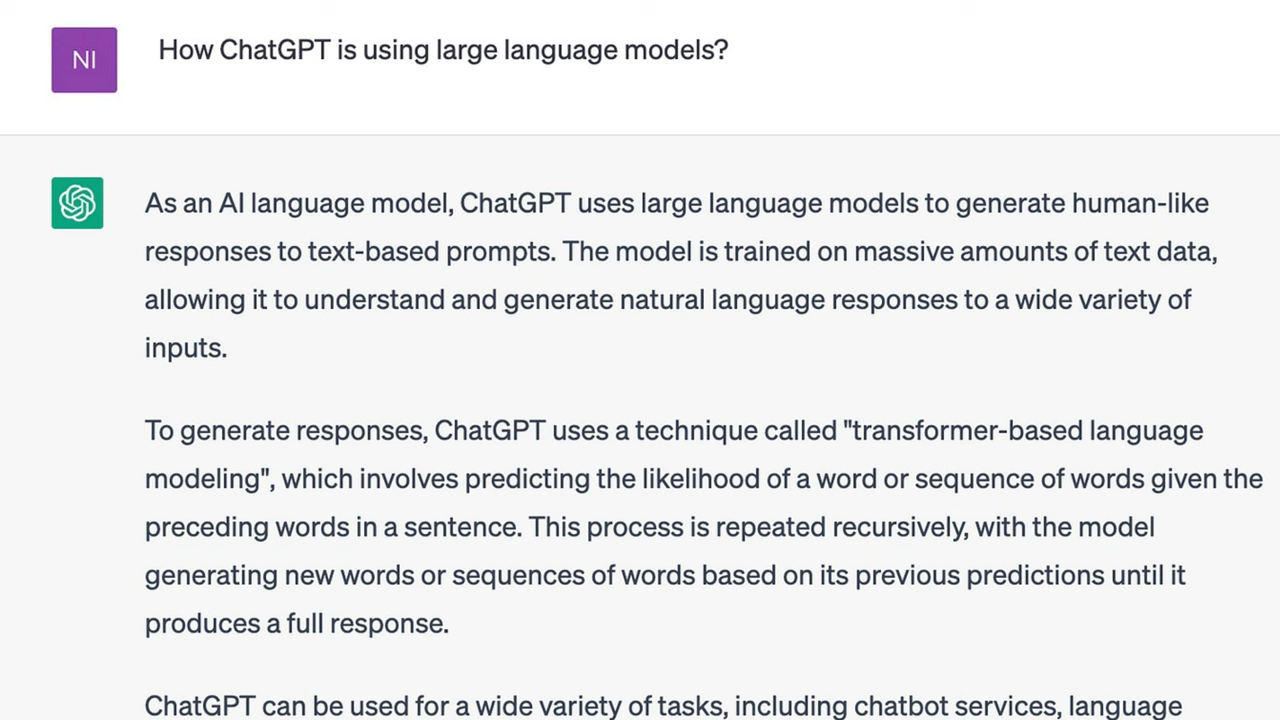 NI
How ChatGPT is using large language models?
As an AI language model, ChatGPT uses large language models to generate human-like
responses to text-based prompts. The model is trained on massive amounts of text data,
allowing it to understand and generate natural language responses to a wide variety of
inputs.
To generate responses, ChatGPT uses a technique called "transformer-based language
modeling", which involves predicting the likelihood of a word or sequence of words given the
preceding words in a sentence. This process is repeated recursively, with the model
generating new words or sequences of words based on its previous predictions until it
produces a full response.
ChatGPT can be used for a wide variety of tasks, including chatbot services, language